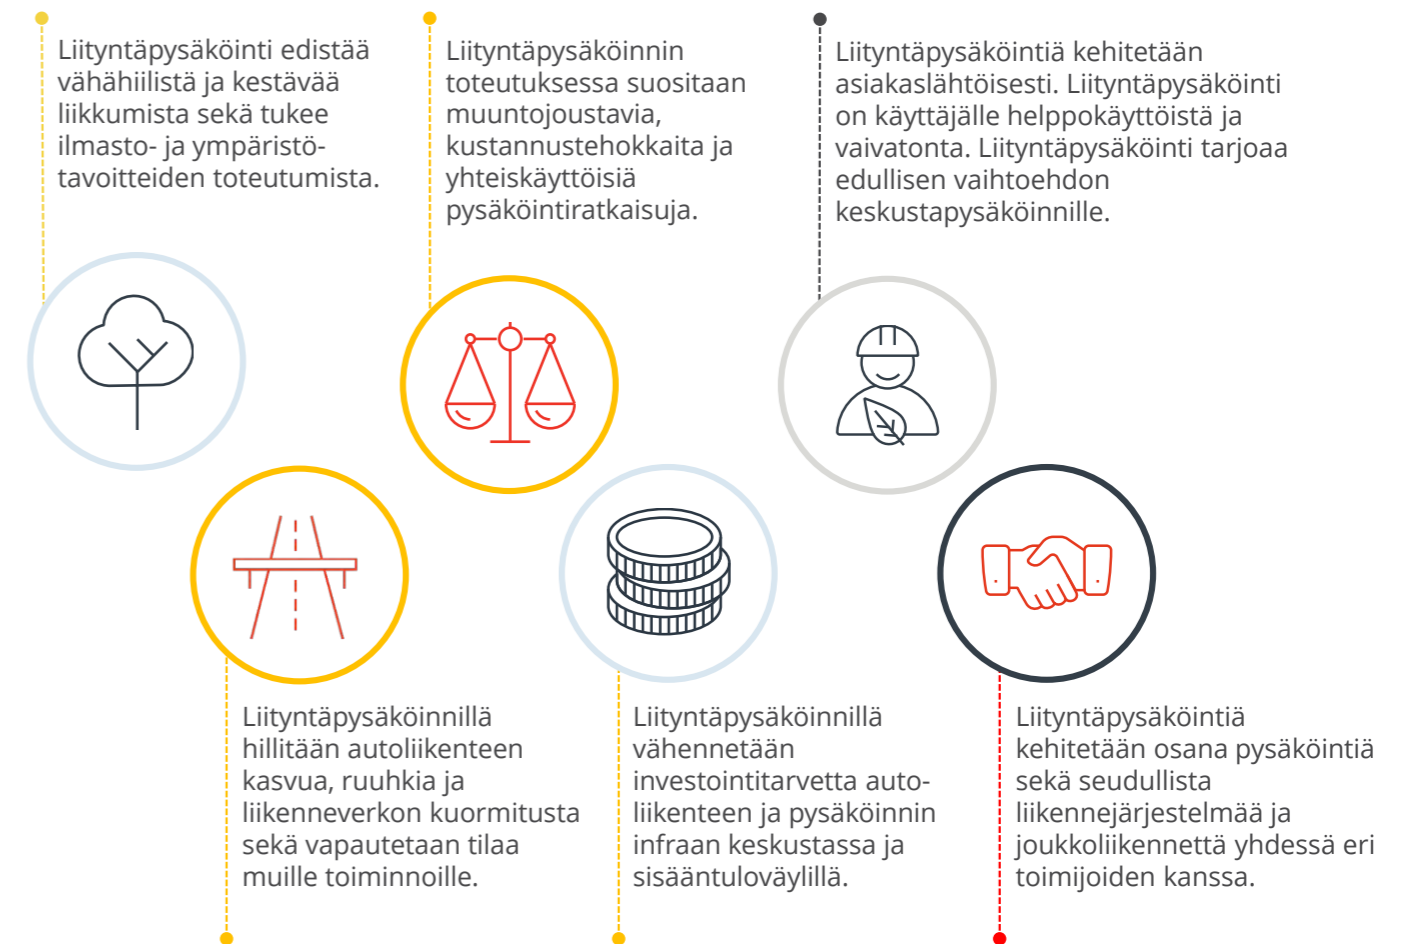 Liityntäpysäköinti edistää
vähähiilistä ja kestävää
liikkumista sekä tukee
ilmasto- ja ympäristö-
tavoitteiden toteutumista.
Liityntäpysäköinnin
toteutuksessa suositaan
muuntojoustavia,
kustannustehokkaita ja
yhteiskäyttöisiä
pysäköintiratkaisuja.
Liityntäpysäköintiä kehitetään
asiakaslähtöisesti. Liityntäpysäköinti
on käyttäjälle helppokäyttöistä ja
vaivatonta. Liityntäpysäköinti tarjoaa
edullisen vaihtoehdon
keskustapysäköinnille.
Liityntäpysäköinnillä
hillitään autoliikenteen
kasvua, ruuhkia ja
liikenneverkon kuormitusta
sekä vapautetaan tilaa
muille toiminnoille.
Liityntäpysäköinnillä
vähennetään
investointitarvetta auto-
liikenteen ja pysäköinnin
infraan keskustassa ja
sisääntuloväylillä.
Liityntäpysäköintiä
kehitetään osana pysäköintiä
sekä seudullista
liikennejärjestelmää ja
joukkoliikennettä yhdessä eri
toimijoiden kanssa.